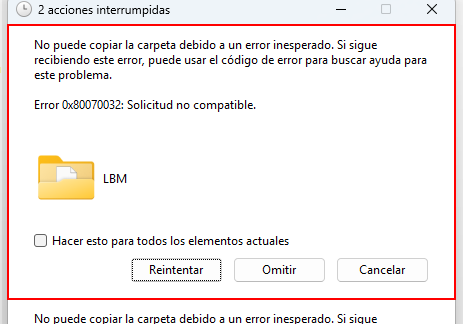 2 acciones interrumpidas
No puede copiar la carpeta debido a un error inesperado. Si sigue
recibiendo este error, puede usar el código de error para buscar ayuda para
este problema.
Error 0x80070032: Solicitud no compatible.
LBM
Hacer esto para todos los elementos actuales
Reintentar Omitir Cancelar
No puede copiar la carpeta debido a un error inesperado. Si sigue